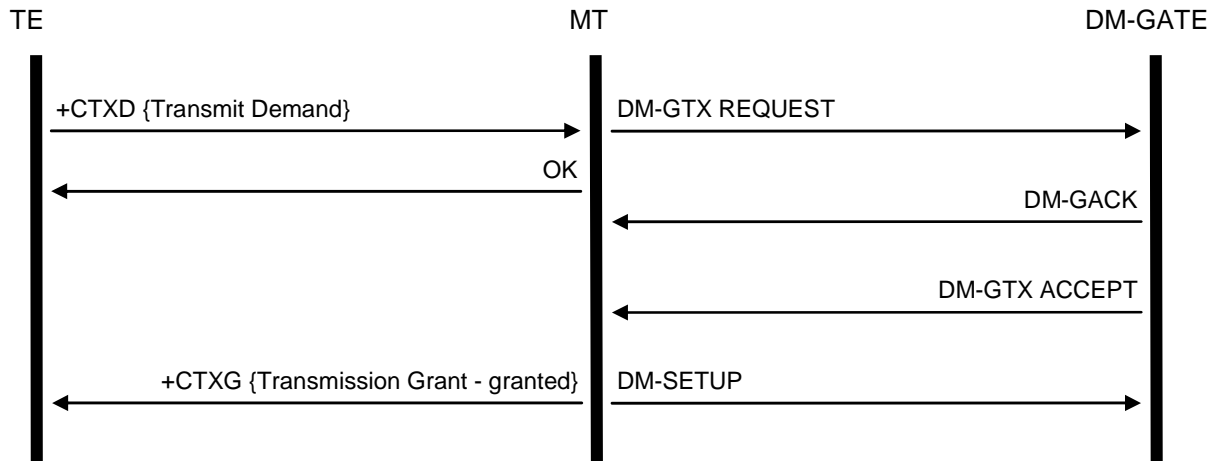 TE
MT
DM-GATE
+CTXD {Transmit Demand}
DM-GTX REQUEST
OK
DM-GACK
DM-GTX ACCEPT
+CTXG {Transmission Grant - granted}
DM-SETUP